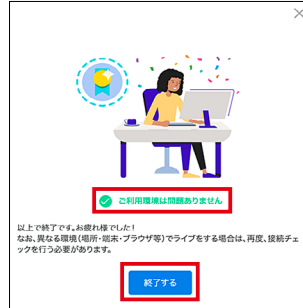 ご利用環境は問題ありません
以上で終了です。お疲れ様でした!
なお、異なる環境(場所・端末・ブラウザ等)でライブをする場合は、再度、接続チェ
ックを行う必要があります。
終了する